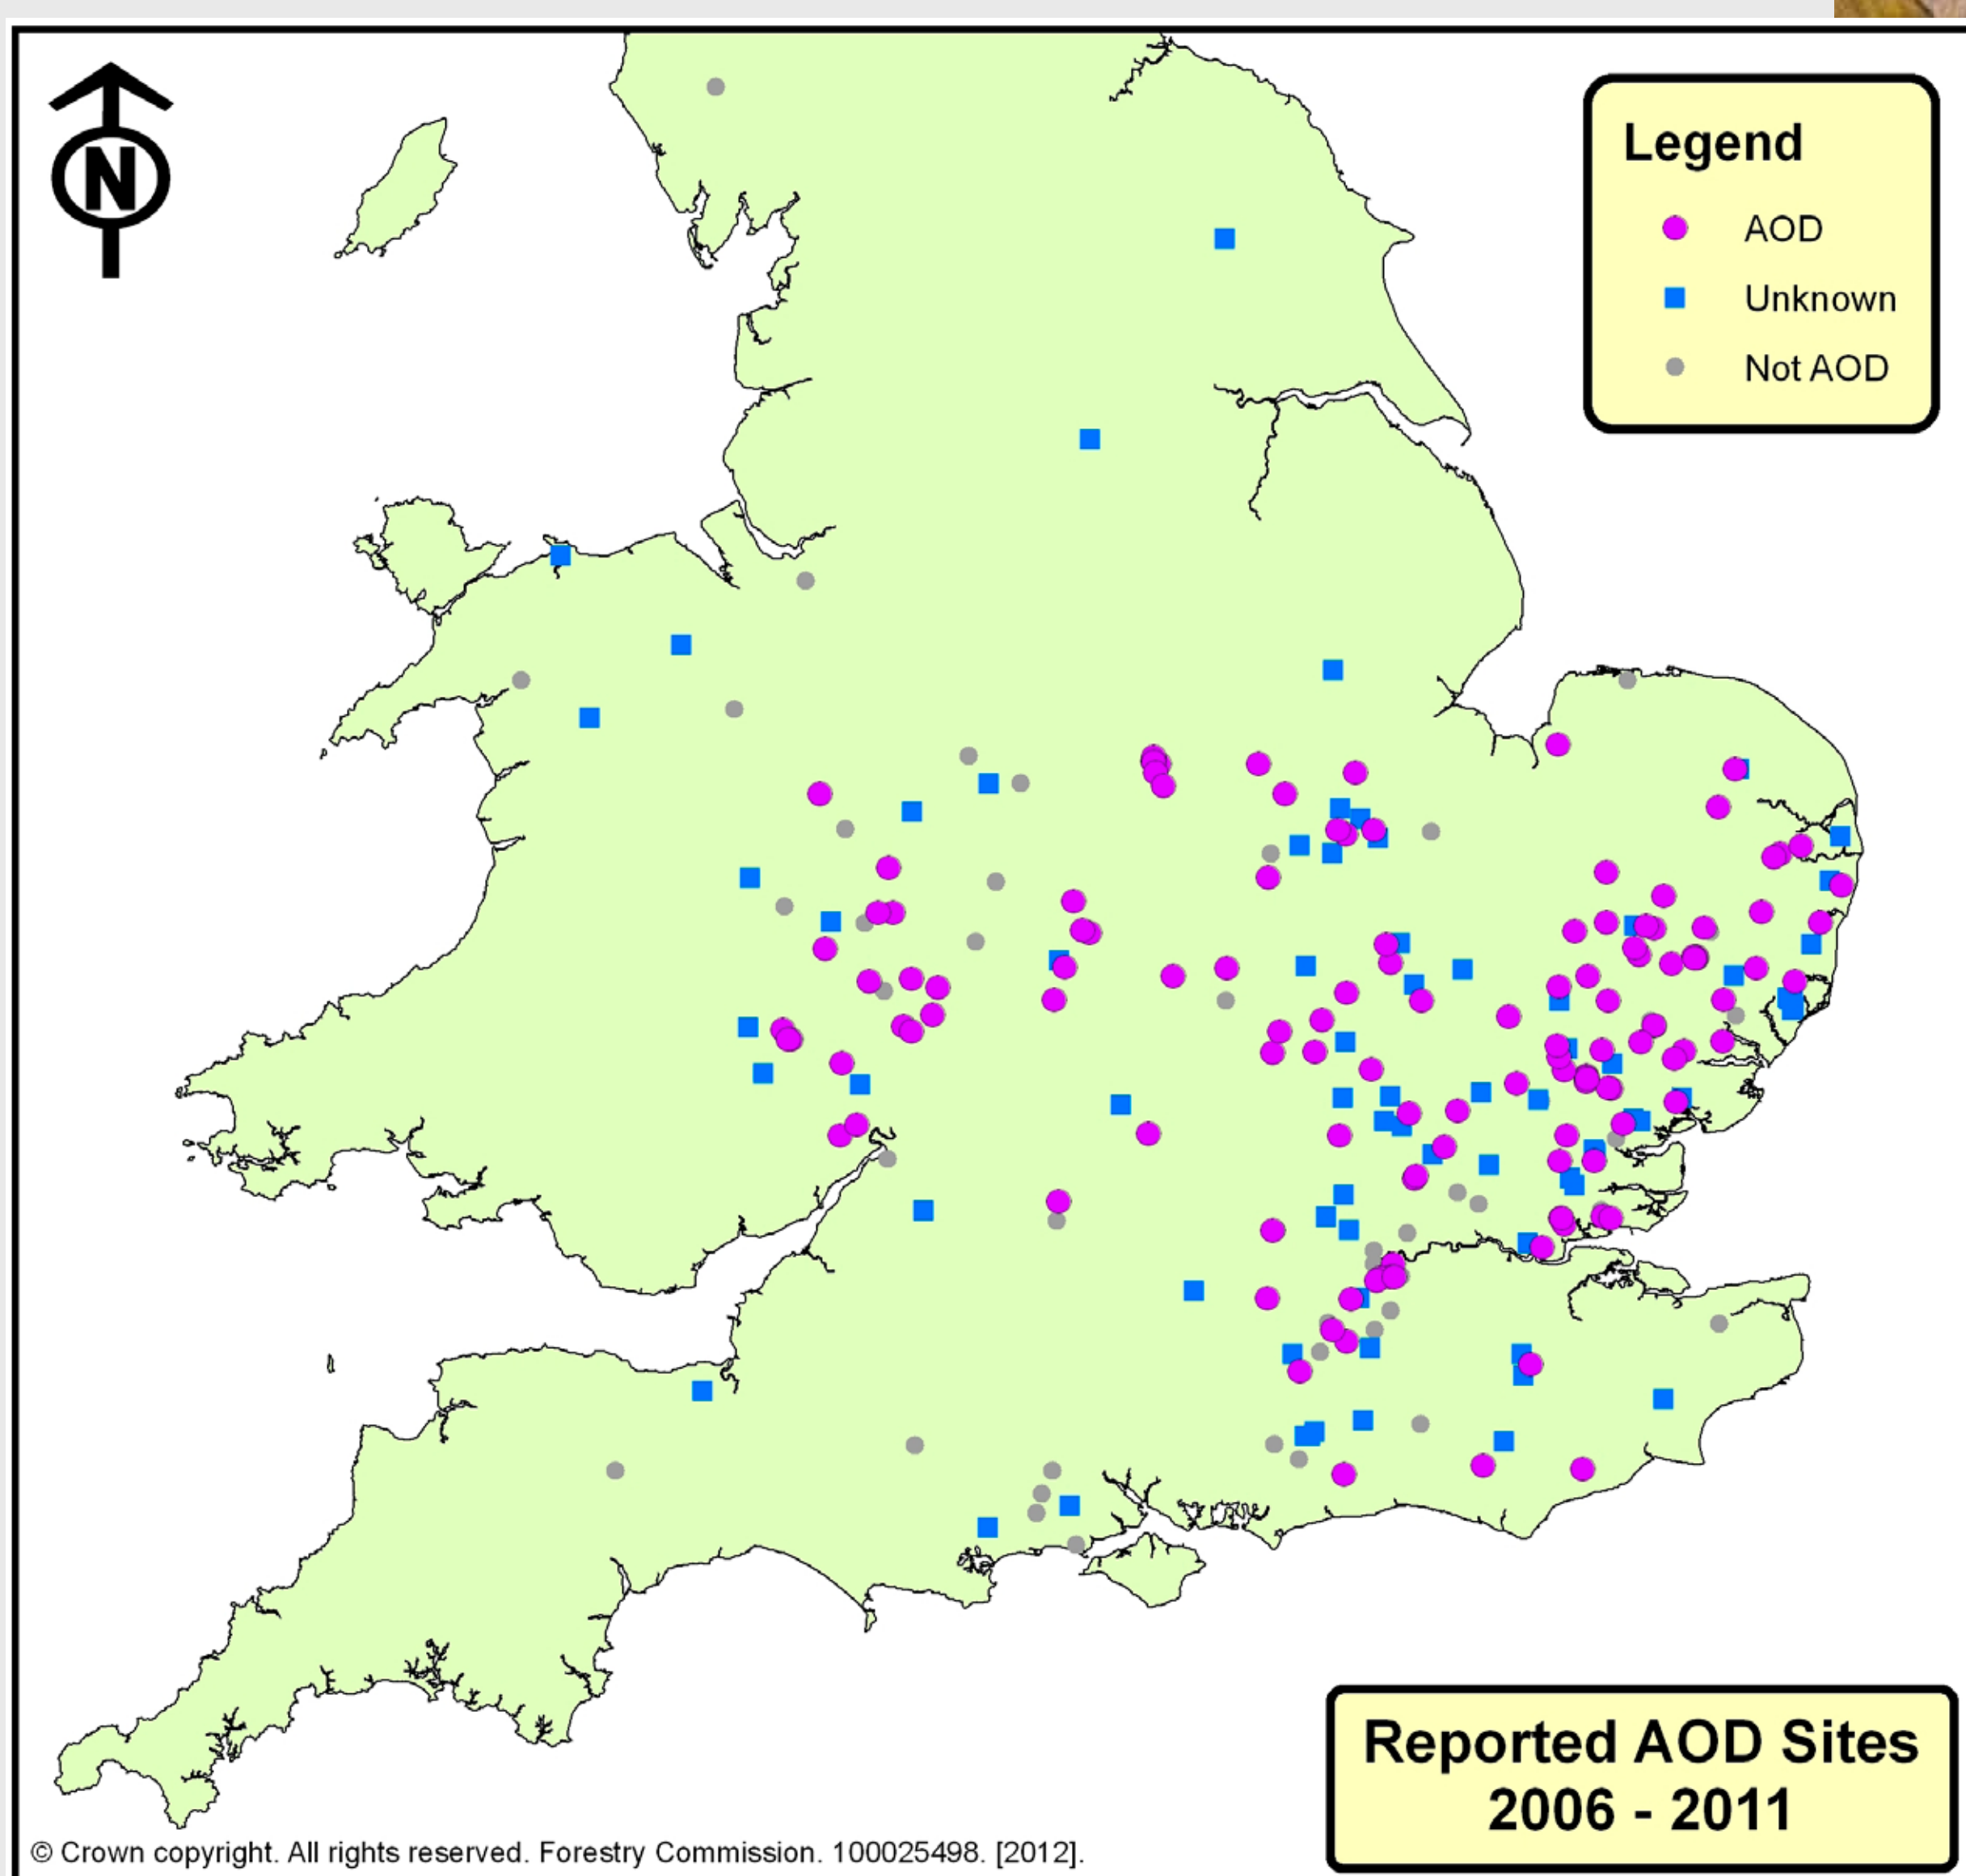 N
Legend
AOD
Unknown
Not AOD
Reported AOD Sites
2006 - 2011
© Crown copyright. All rights reserved. Forestry Commission. 100025498. [2012].